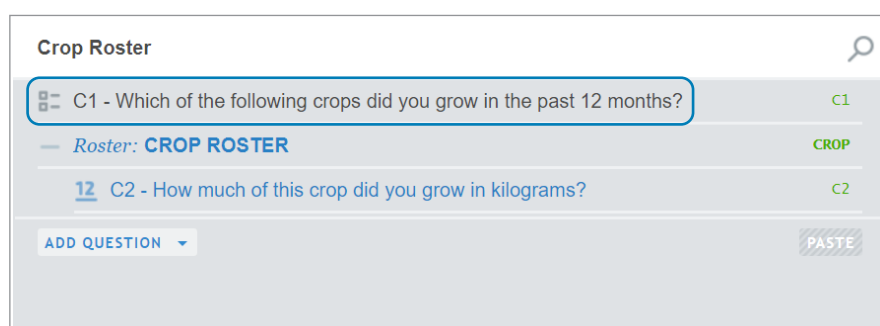 Crop Roster
C1 - Which of the following crops did you grow in the past 12 months? C1
Roster: CROP ROSTER CROP
12 C2 - How much of this crop did you grow in kilograms? C2
ADD QUESTION PASTE